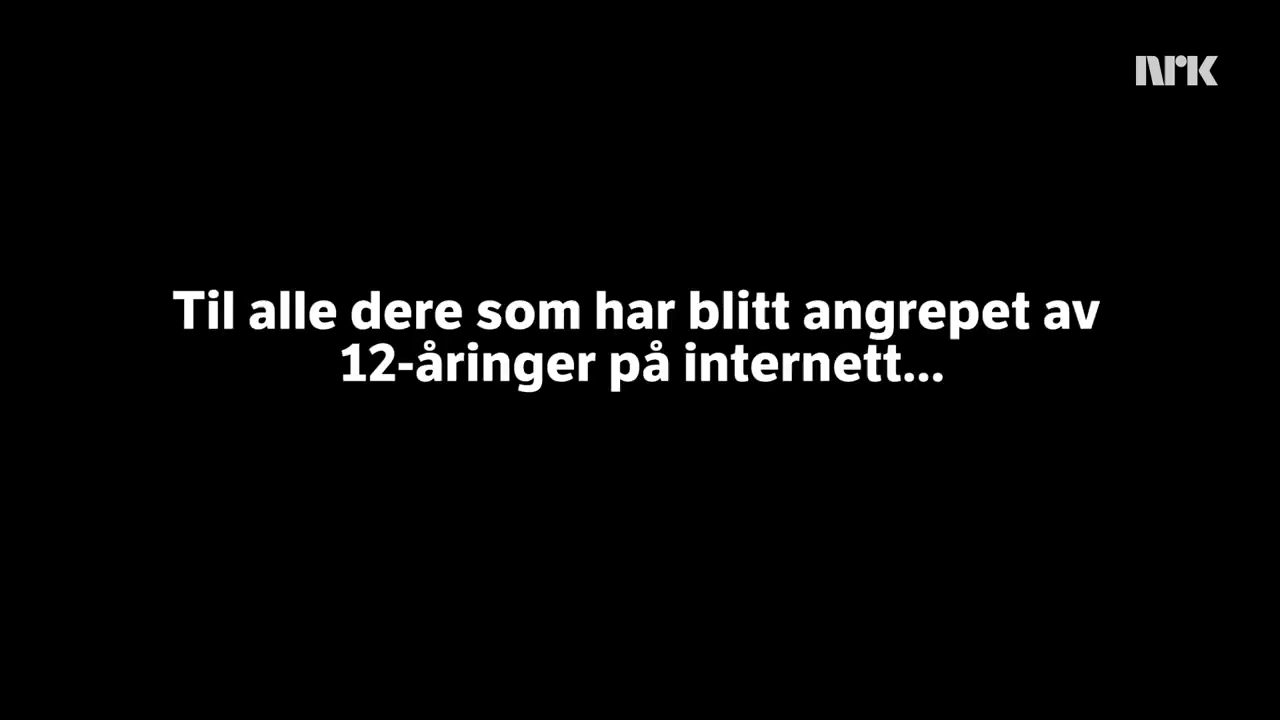 NRK
Til alle dere som har blitt angrepet av
12-åringer på internett...